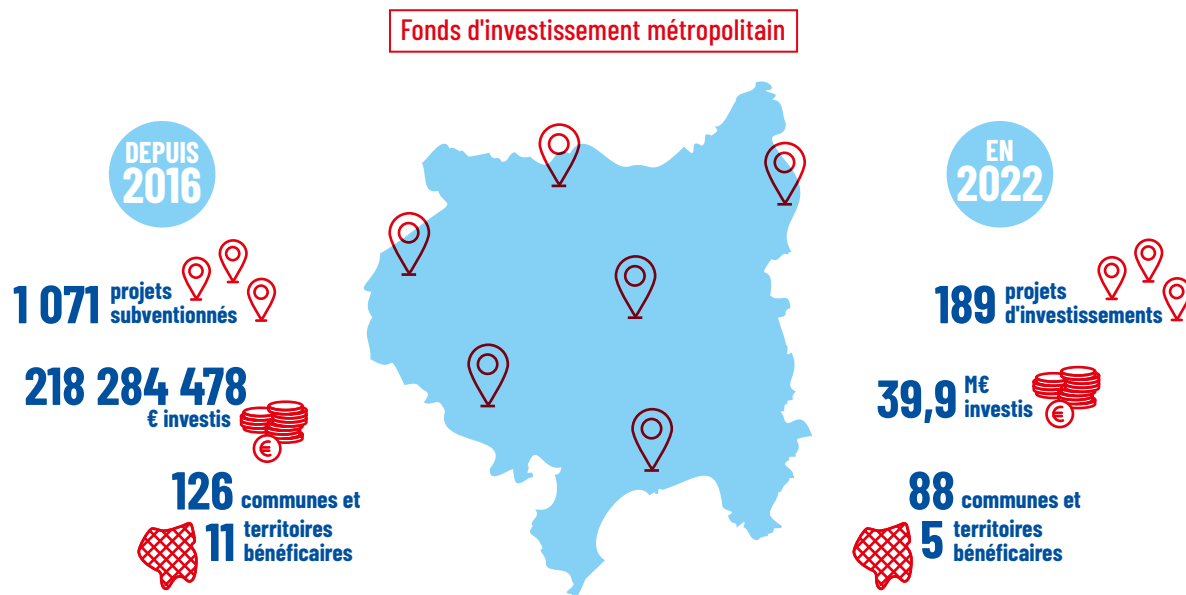 Fonds d'investissement métropolitain
DEPUIS
2016
1 071 projets
subventionnés
218 284 478
€ investis
€
126 communes et
11 territoires
bénéficaires
EN
2022
189 projets
d'investissements
39,9 M€
investis
€
88 communes et
5 territoires
bénéficaires